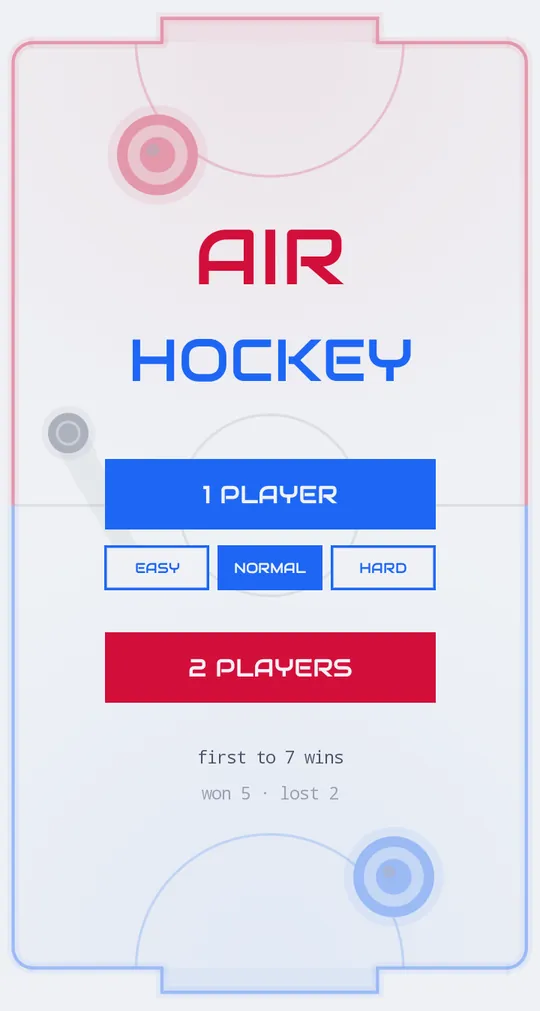 AIR
HOCKEY
1 PLAYER
EASY NORMAL HARD
2 PLAYERS
first to 7 wins
won 5 · lost 2